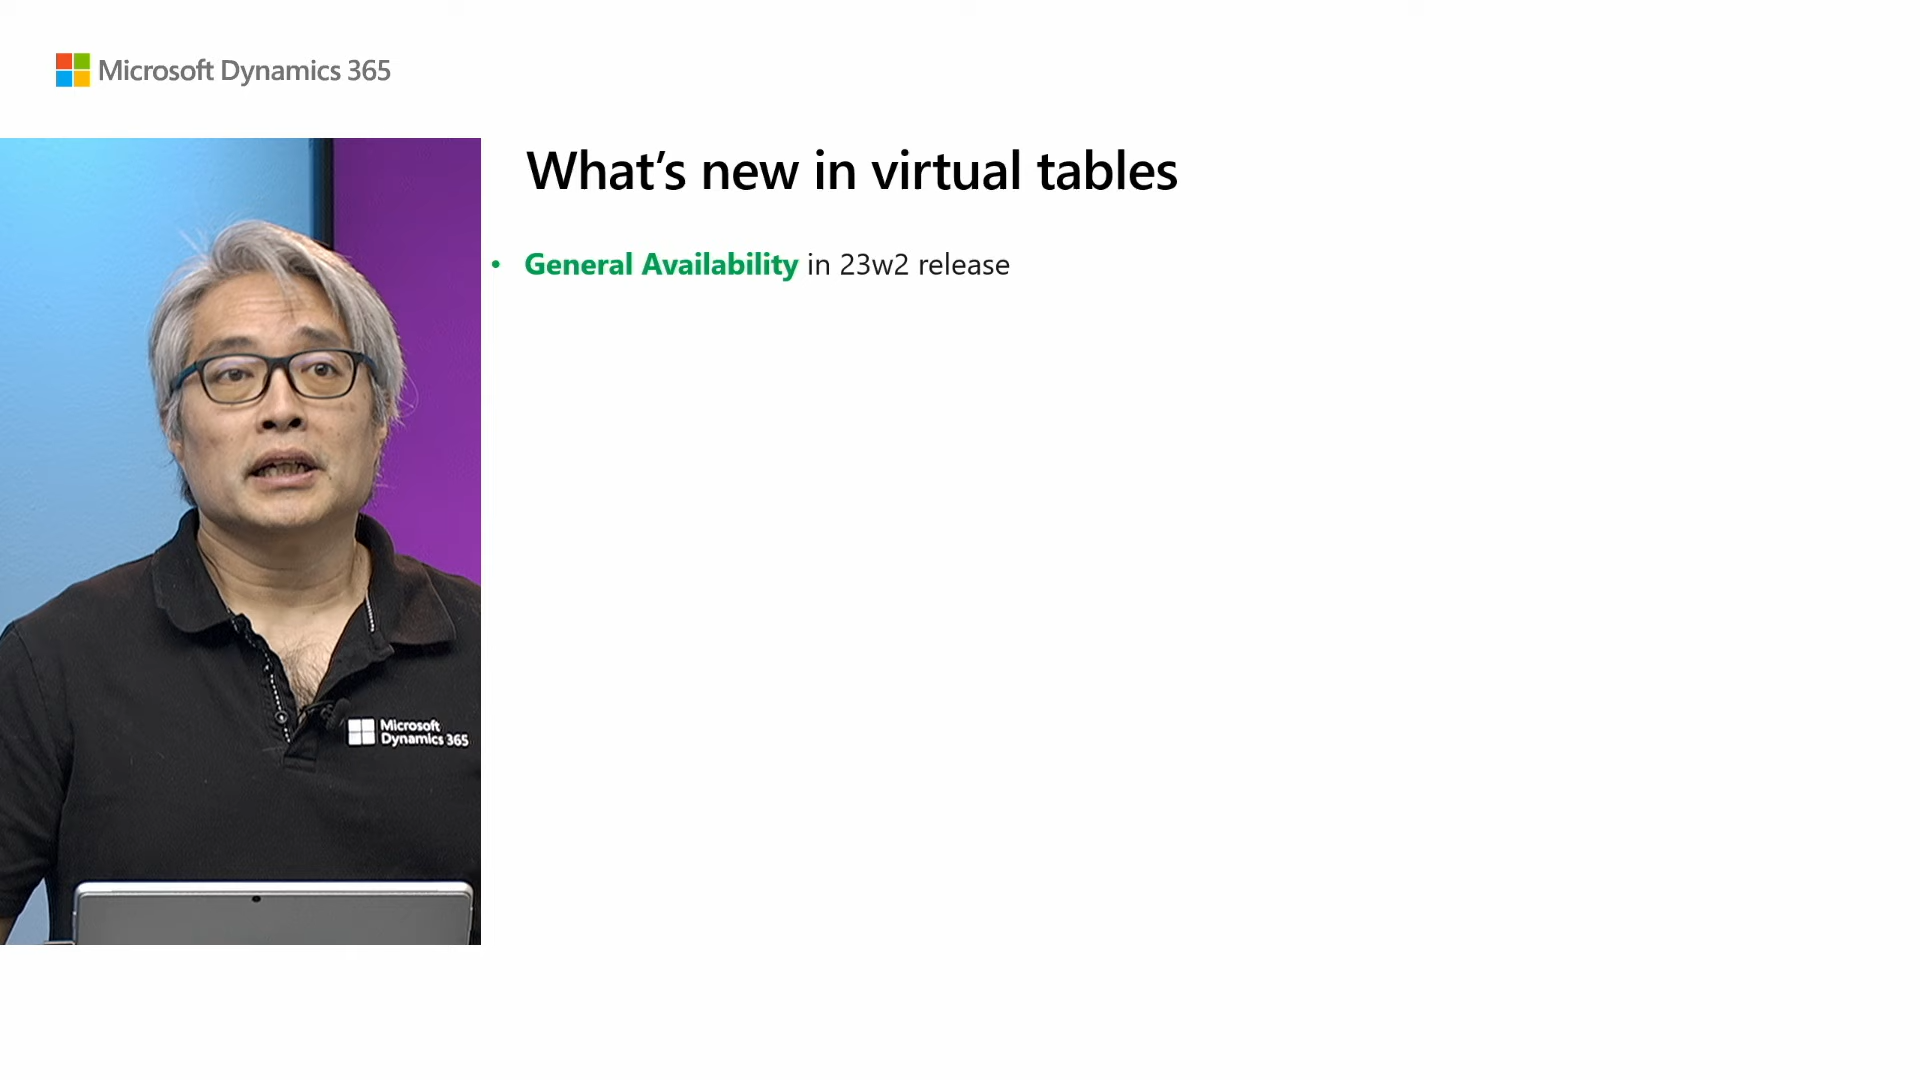 Microsoft Dynamics 365
What's new in virtual tables
• General Availability in 23w2 release
Microsoft
Dynamics 365